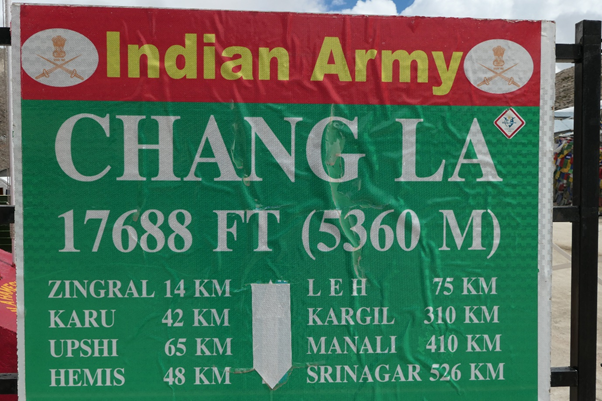 Indian Army
CHANG LA
17688 FT (5360 M)
ZINGRAL 14 KM
KARU 42 KM
UPSHI 65 KM
HEMIS 48 KM
LEH 75 KM
KARGIL 310 KM
MANALI 410 KM
SRINAGAR 526 KM